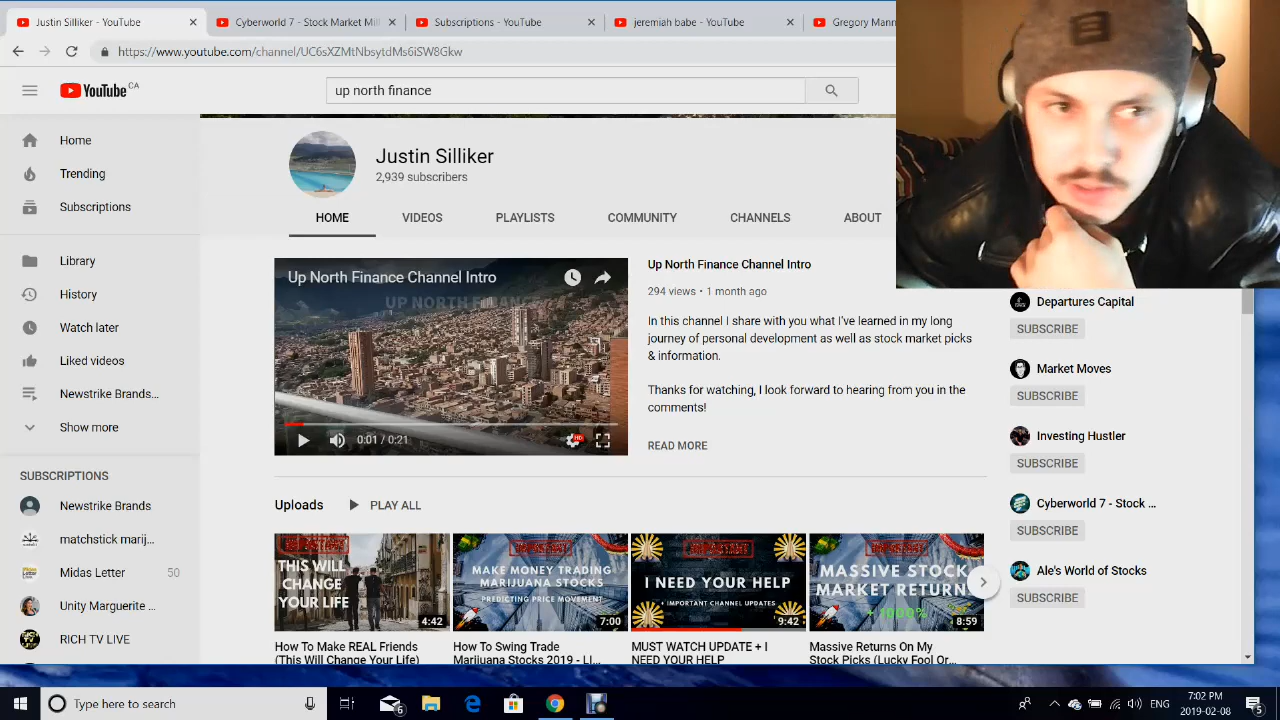 Justin Silliker - YouTube
Cyberworld 7 - Stock Market Mil
Subscriptions - YouTube
jeremiah babe - YouTube
Gregory Mann
https://www.youtube.com/channel/UC6sXZMtNbsytdMs6iSW8Gkw
YouTube CA
up north finance
Home
Trending
Subscriptions
Library
History
Watch later
Liked videos
Newstrike Brands...
Show more
SUBSCRIPTIONS
Newstrike Brands
matchstick marij...
Midas Letter 50
Unity Marguerite ...
RICH TV LIVE
Justin Silliker
2,939 subscribers
HOME VIDEOS PLAYLISTS COMMUNITY CHANNELS ABOUT
Up North Finance Channel Intro
UP NORTH FINANCE
0:01 / 0:21
HD
Up North Finance Channel Intro
294 views • 1 month ago
In this channel I share with you what I've learned in my long
journey of personal development as well as stock market picks
& information.
Thanks for watching, I look forward to hearing from you in the
comments!
READ MORE
Departures Capital
SUBSCRIBE
Market Moves
SUBSCRIBE
Investing Hustler
SUBSCRIBE
Cyberworld 7 - Stock ...
SUBSCRIBE
Ale's World of Stocks
SUBSCRIBE
Uploads PLAY ALL
THIS WILL
CHANGE
YOUR LIFE
4:42
How To Make REAL Friends
(This Will Change Your Life)
MAKE MONEY TRADING
MARIJUANA STOCKS
PREDICTING PRICE MOVEMENT
7:00
How To Swing Trade
Marijuana Stocks 2019 - LI...
I NEED YOUR HELP
+ IMPORTANT CHANNEL UPDATES
9:42
MUST WATCH UPDATE + I
NEED YOUR HELP
MASSIVE STOCK
MARKET RETURNS
+ 1000%
8:59
Massive Returns On My
Stock Picks (Lucky Fool Or...
Type here to search
6
ENG
7:02 PM
2019-02-08
5